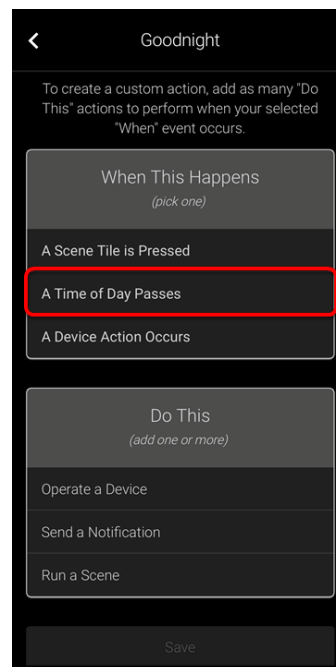 Goodnight
To create a custom action, add as many "Do
This" actions to perform when your selected
"When" event occurs.
When This Happens
(pick one)
A Scene Tile is Pressed
A Time of Day Passes
A Device Action Occurs
Do This
(add one or more)
Operate a Device
Send a Notification
Run a Scene
Save